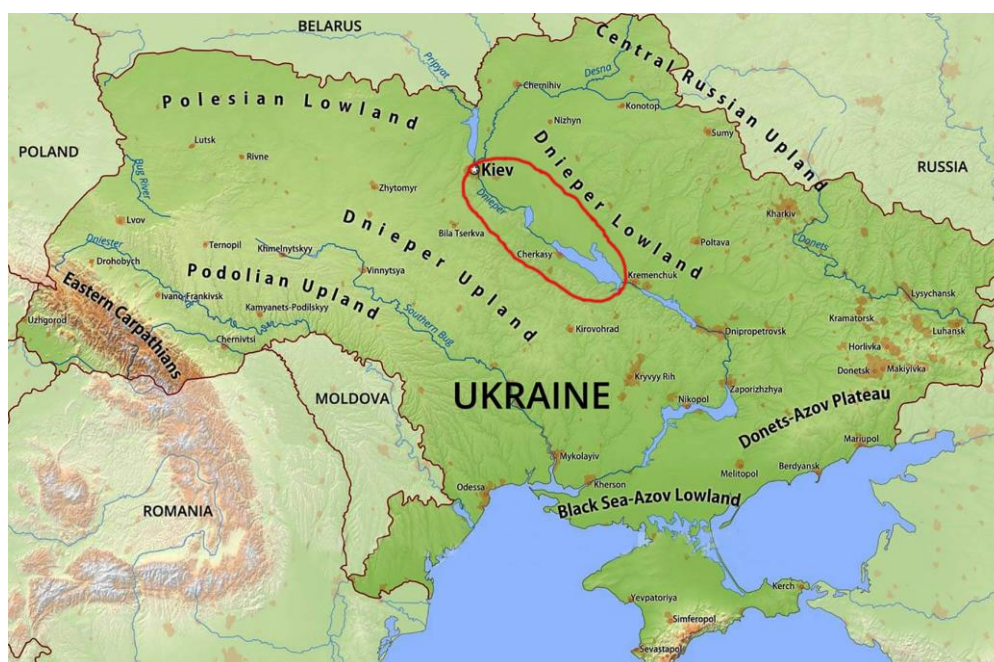 BELARUS
Pripyat
Desna
Central Russian Upland
Chernihiv
Konotop
Polesian Lowland
Nizhyn
Sumy
Lutsk
Rivne
POLAND
RUSSIA
Bug River
Kiev
Dnieper Lowland
Zhytomyr
Dnieper
Kharkiv
Lvov
Bila Tserkva
Dniester
Ternopil
Khmelnytskyy
Poltava
Donets
Drohobych
Vinnytsya
Cherkasy
Dnieper Upland
Podolian Upland
Kremenchuk
Eastern Carpathians
Ivano-Frankivsk
Kamyanets-Podilskyy
Southern Bug
Lysychansk
Uzhgorod
Chernivtsi
Kirovohrad
Dnipropetrovsk
Kramatorsk
Luhansk
Horlivka
Donetsk
Makiyivka
MOLDOVA
UKRAINE
Kryvyy Rih
Zaporizhzhya
Nikopol
Donets-Azov Plateau
Mykolayiv
Mariupol
Melitopol
Berdyansk
Odessa
Kherson
Black Sea-Azov Lowland
ROMANIA
Kerch
Yevpatoriya
Simferopol
Sevastapol